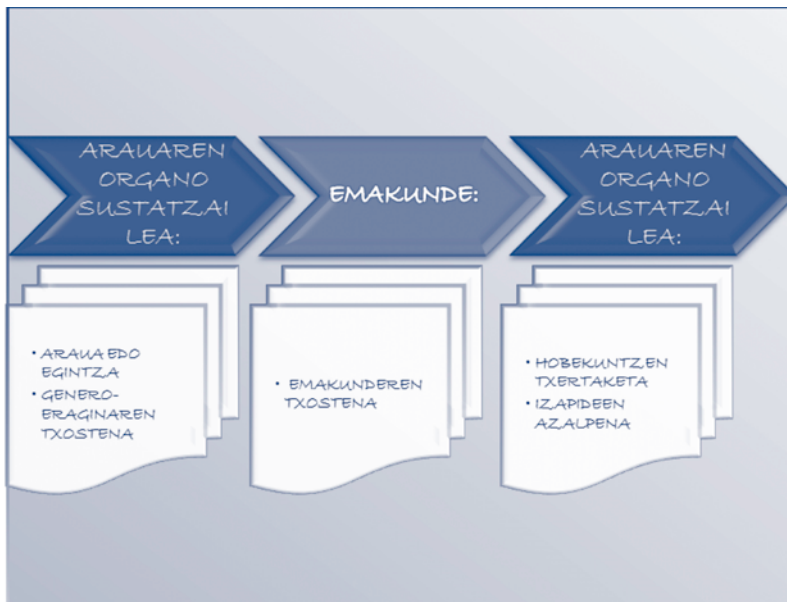 ARAUAREN
ORGANO
SUSTATZAI
LEA:
• ARAUA EDO
EGINTZA
• GENERO-
ERAGINAREN
TXOSTENA
EMAKUNDE:
• EMAKUNDEREN
TXOSTENA
ARAUAREN
ORGANO
SUSTATZAI
LEA:
• HOBEKUNTZEN
TXERTAKETA
• IZAPIDEEN
AZALPENA